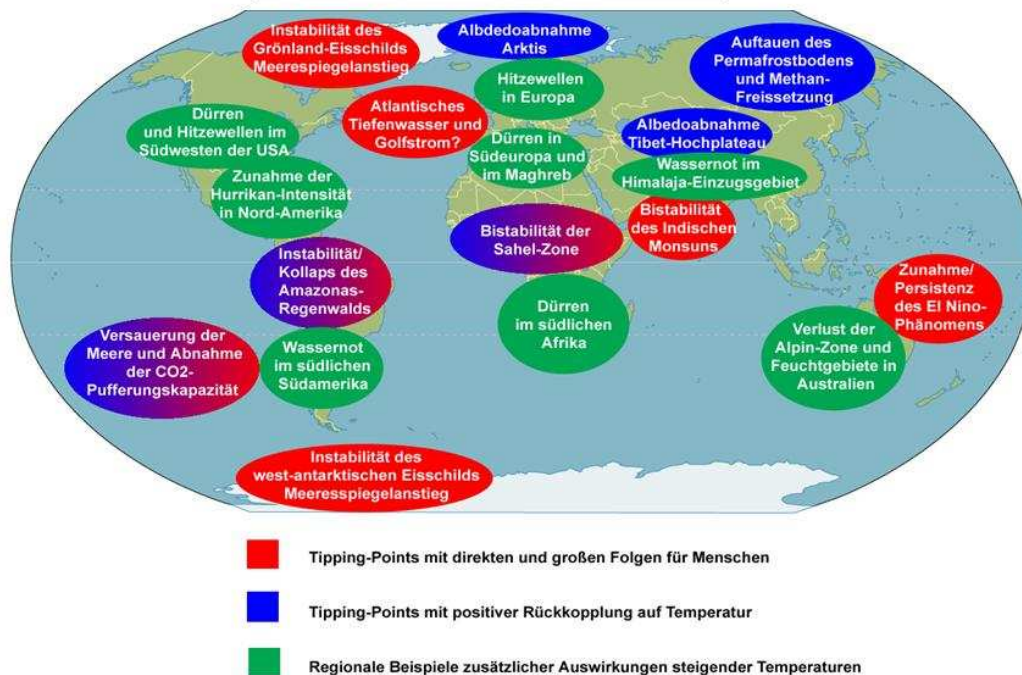 Instabilität des
Grönland-Eisschilds
Meerespiegelanstieg
Albdedoabnahme
Arktis
Auftauen des
Permafrostbodens
und Methan-
Freissetzung
Hitzewellen
in Europa
Atlantisches
Tiefenwasser und
Golfstrom?
Dürren
und Hitzewellen im
Südwesten der USA
Albedoabnahme
Tibet-Hochplateau
Dürren in
Südeuropa und
im Maghreb
Wassernot im
Himalaja-Einzugsgebiet
Zunahme der
Hurrikan-Intensität
in Nord-Amerika
Bistabilität der
Sahel-Zone
Bistabilität
des Indischen
Monsuns
Instabilität/
Kollaps des
Amazonas-
Regenwalds
Zunahme/
Persistenz
des El Nino-
Phänomens
Dürren
im südlichen
Afrika
Versauerung der
Meere und Abnahme
der CO2-
Pufferungskapazität
Wassernot
im südlichen
Südamerika
Verlust der
Alpin-Zone und
Feuchtgebiete in
Australien
Instabilität des
west-antarktischen Eisschilds
Meeresspiegelanstieg
Tipping-Points mit direkten und großen Folgen für Menschen
Tipping-Points mit positiver Rückkopplung auf Temperatur
Regionale Beispiele zusätzlicher Auswirkungen steigender Temperaturen